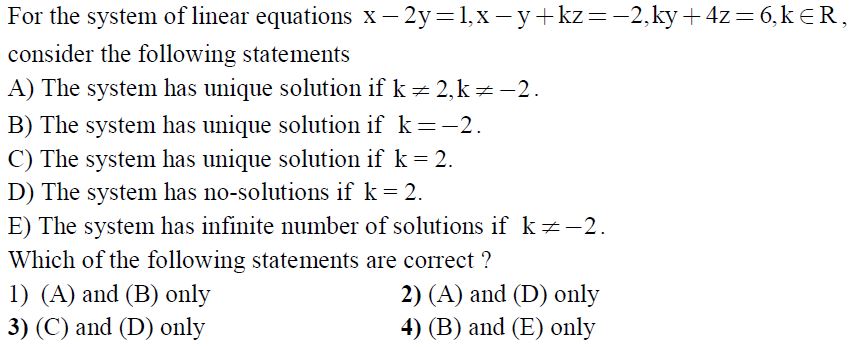 For the system of linear equations x − 2y = 1, x − y + kz = −2, ky + 4z = 6, k ∈ R,
consider the following statements
A) The system has unique solution if k ≠ 2, k ≠ −2.
B) The system has unique solution if k = −2.
C) The system has unique solution if k = 2.
D) The system has no-solutions if k = 2.
E) The system has infinite number of solutions if k ≠ −2.
Which of the following statements are correct ?
1) (A) and (B) only 2) (A) and (D) only
3) (C) and (D) only 4) (B) and (E) only